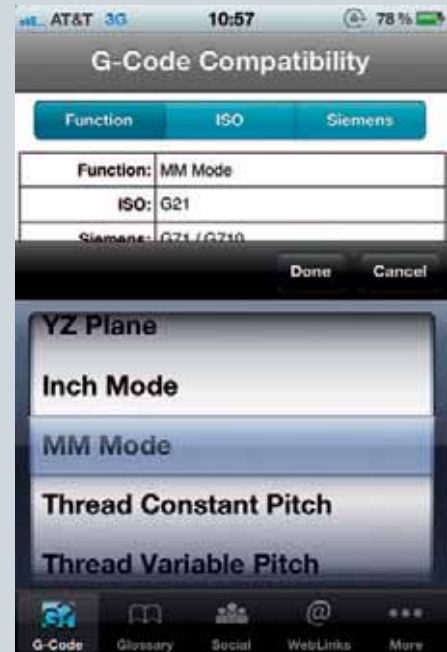 AT&T 3G 10:57 78 %
G-Code Compatibility
Function ISO Siemens
Function: MM Mode
ISO: G21
Siemens: G71 / G710
Done Cancel
YZ Plane
Inch Mode
MM Mode
Thread Constant Pitch
Thread Variable Pitch
G-Code Glossary Social WebLinks More